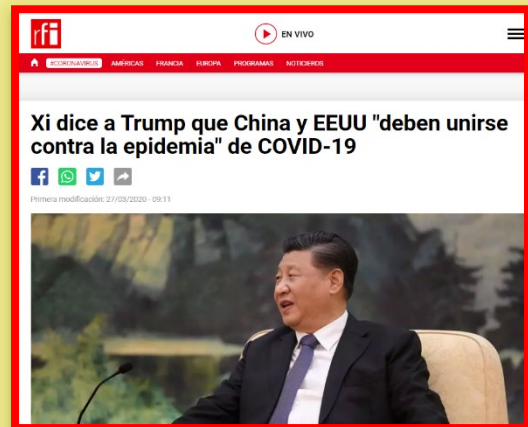 rfi
EN VIVO
#CORONAVIRUS AMÉRICAS FRANCIA EUROPA PROGRAMAS NOTICIEROS
Xi dice a Trump que China y EEUU "deben unirse
contra la epidemia" de COVID-19
Primera modificación: 27/03/2020 - 09:11